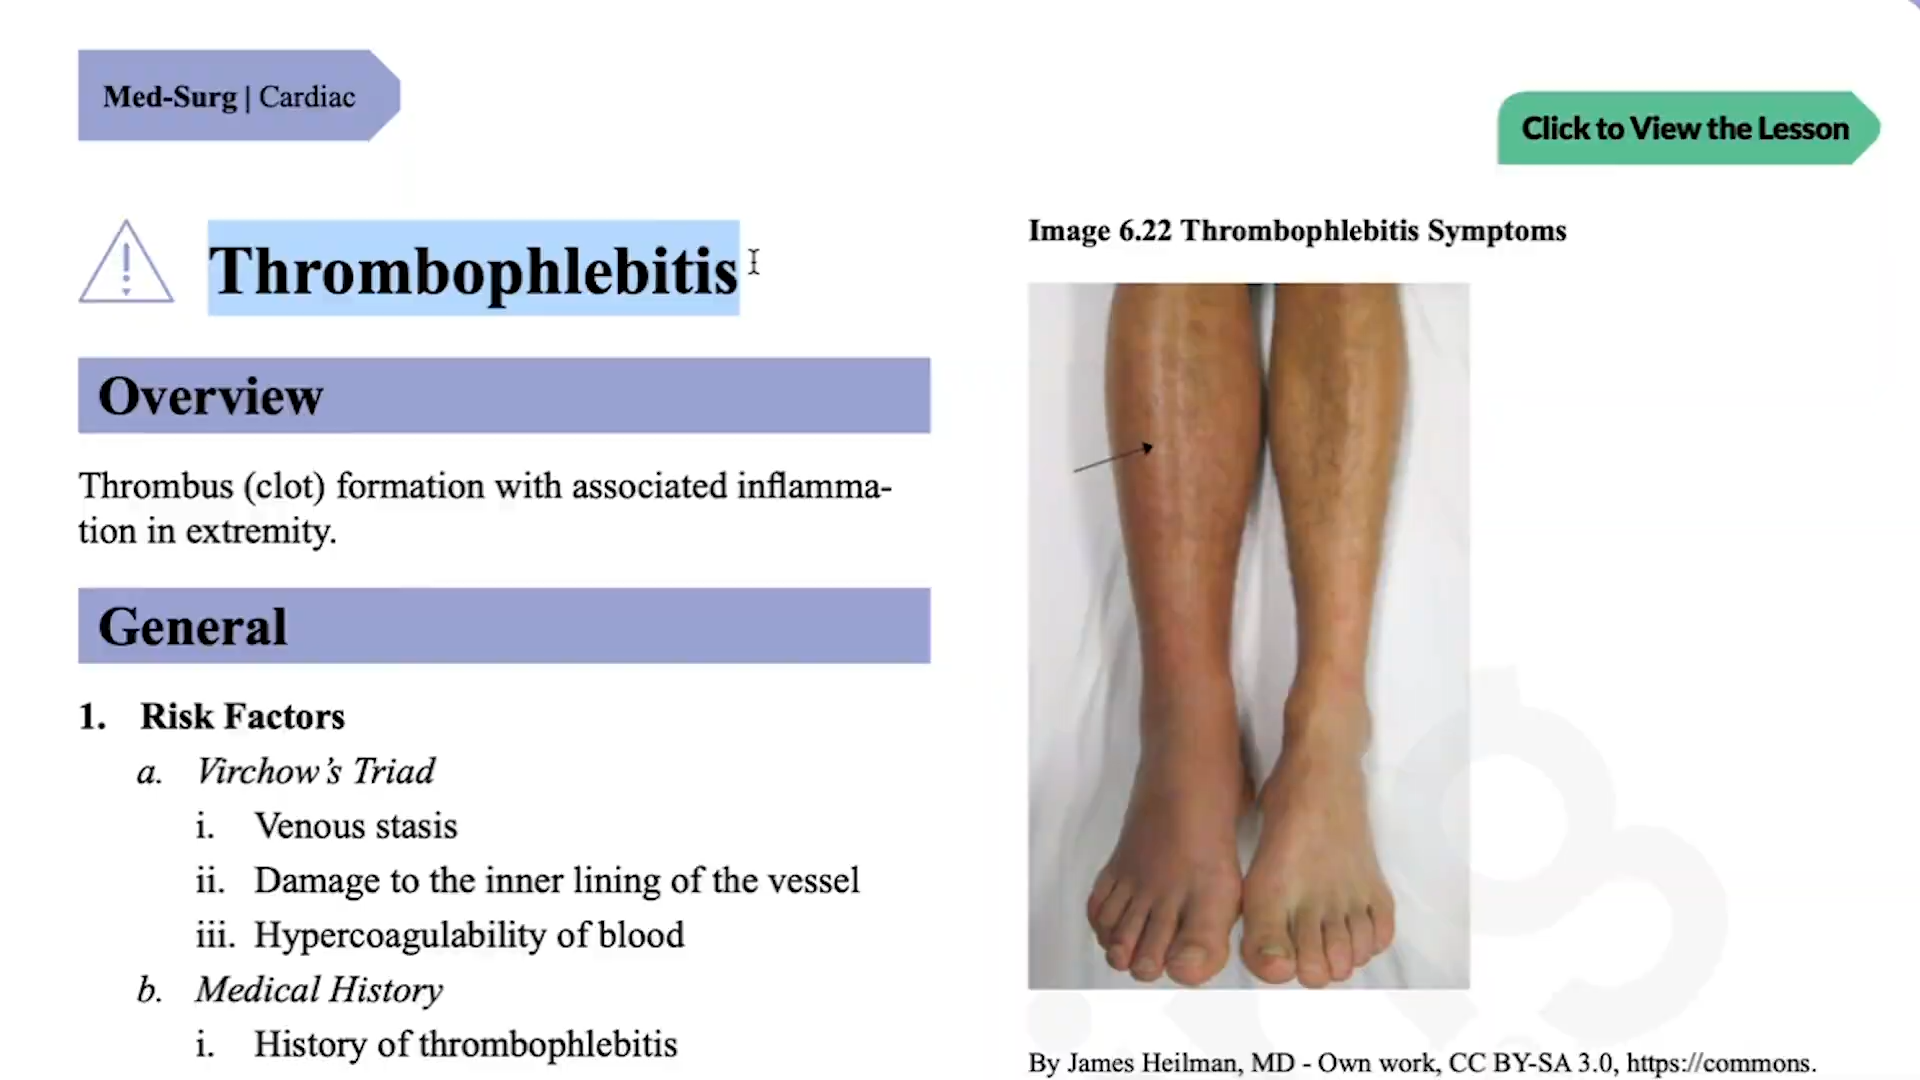 Med-Surg | Cardiac
Click to View the Lesson
Thrombophlebitis
Overview
Thrombus (clot) formation with associated inflamma-
tion in extremity.
General
1. Risk Factors
a. Virchow’s Triad
i. Venous stasis
ii. Damage to the inner lining of the vessel
iii. Hypercoagulability of blood
b. Medical History
i. History of thrombophlebitis
Image 6.22 Thrombophlebitis Symptoms
By James Heilman, MD - Own work, CC BY-SA 3.0, https://commons.